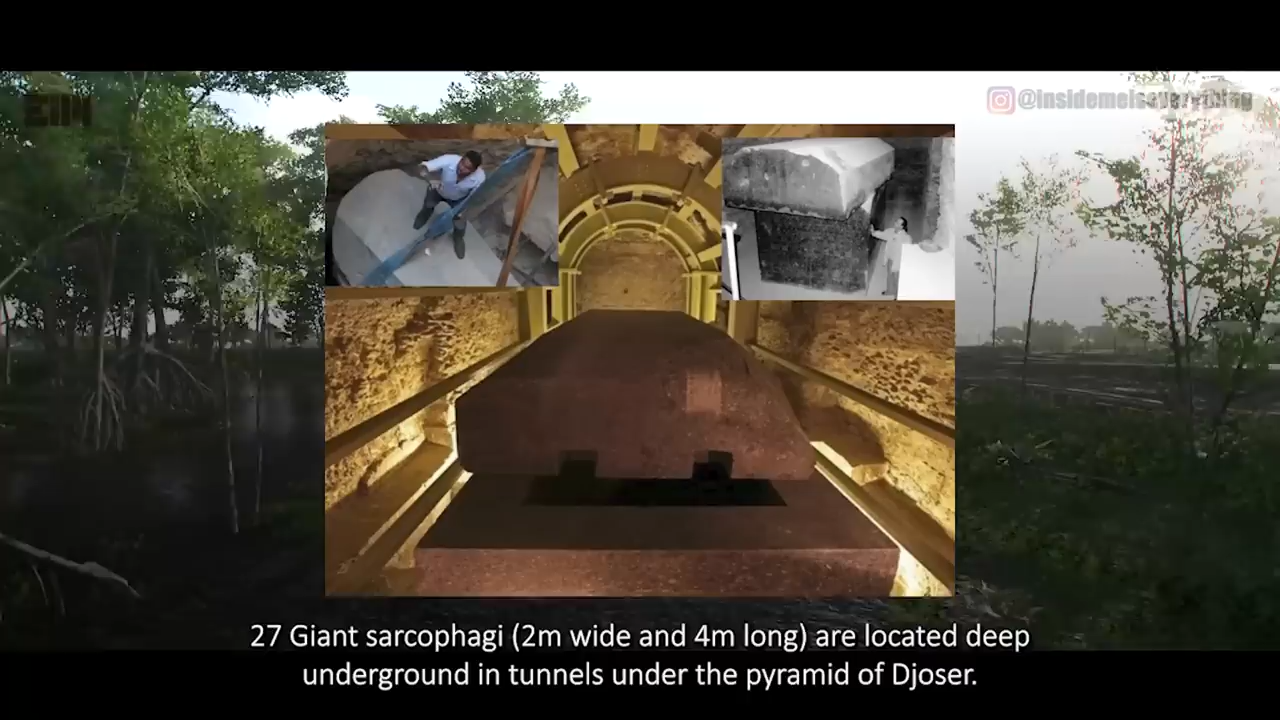 @insidemeiseverything
27 Giant sarcophagi (2m wide and 4m long) are located deep
underground in tunnels under the pyramid of Djoser.